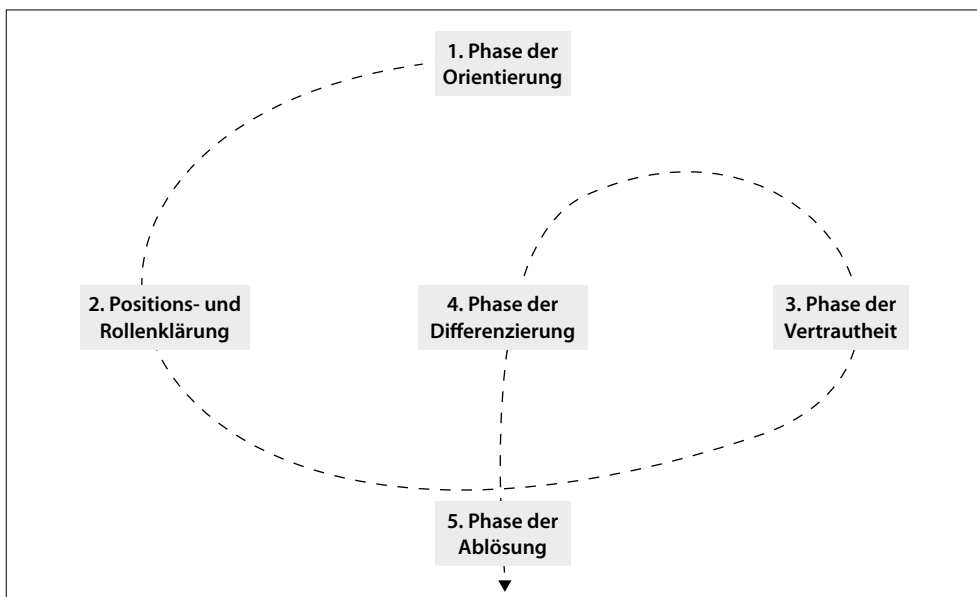 1. Phase der
Orientierung
2. Positions- und
Rollenklärung
4. Phase der
Differenzierung
3. Phase der
Vertrautheit
5. Phase der
Ablösung